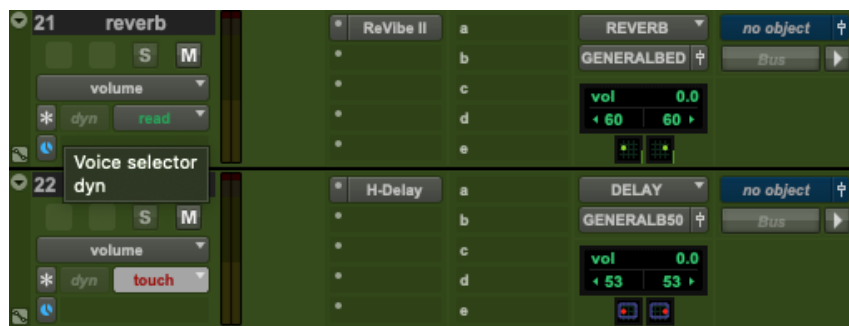 21 reverb
ReVibe II
a
REVERB
no object
S M
b
GENERALBED
Bus
volume
c
vol 0.0
* dyn read
d
60 60
e
Voice selector
dyn
22
H-Delay
a
DELAY
no object
S M
b
GENERALB50
Bus
volume
c
vol 0.0
* dyn touch
d
53 53
e